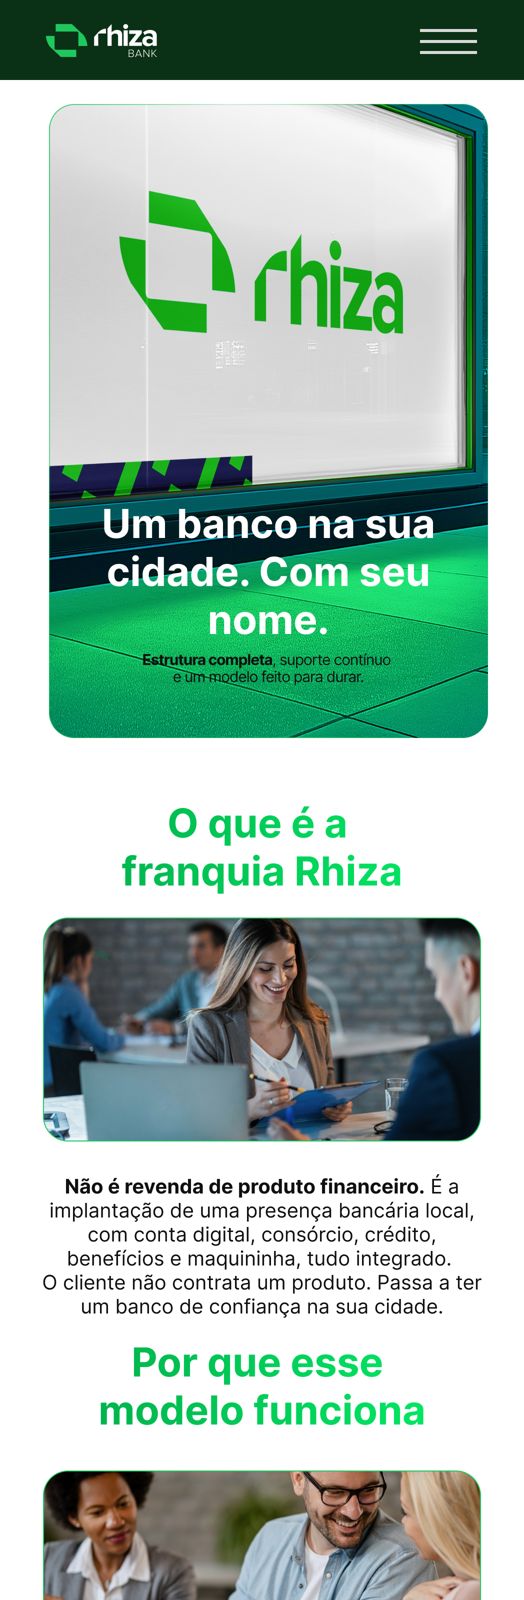 rhiza
BANK
rhiza
Um banco na sua
cidade. Com seu
nome.
Estrutura completa, suporte contínuo
e um modelo feito para durar.
O que é a
franquia Rhiza
Não é revenda de produto financeiro. É a
implantação de uma presença bancária local,
com conta digital, consórcio, crédito,
benefícios e maquininha, tudo integrado.
O cliente não contrata um produto. Passa a ter
um banco de confiança na sua cidade.
Por que esse
modelo funciona